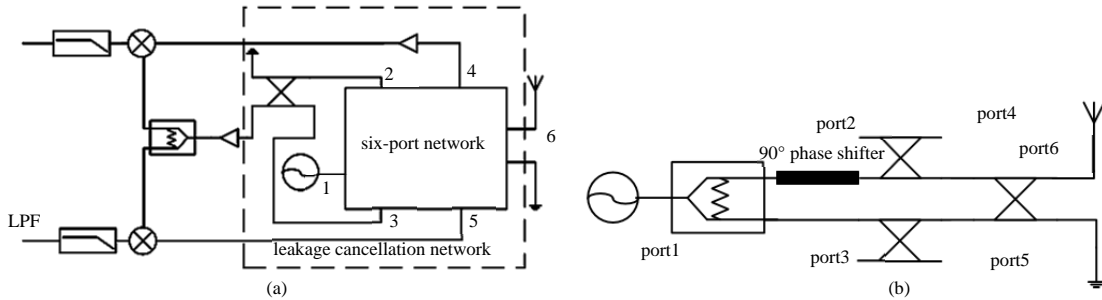 2
4
six-port network
6
1
3
5
LPF
leakage cancellation network
(a)
port4
port2
port6
90° phase shifter
port1
port3
port5
(b)